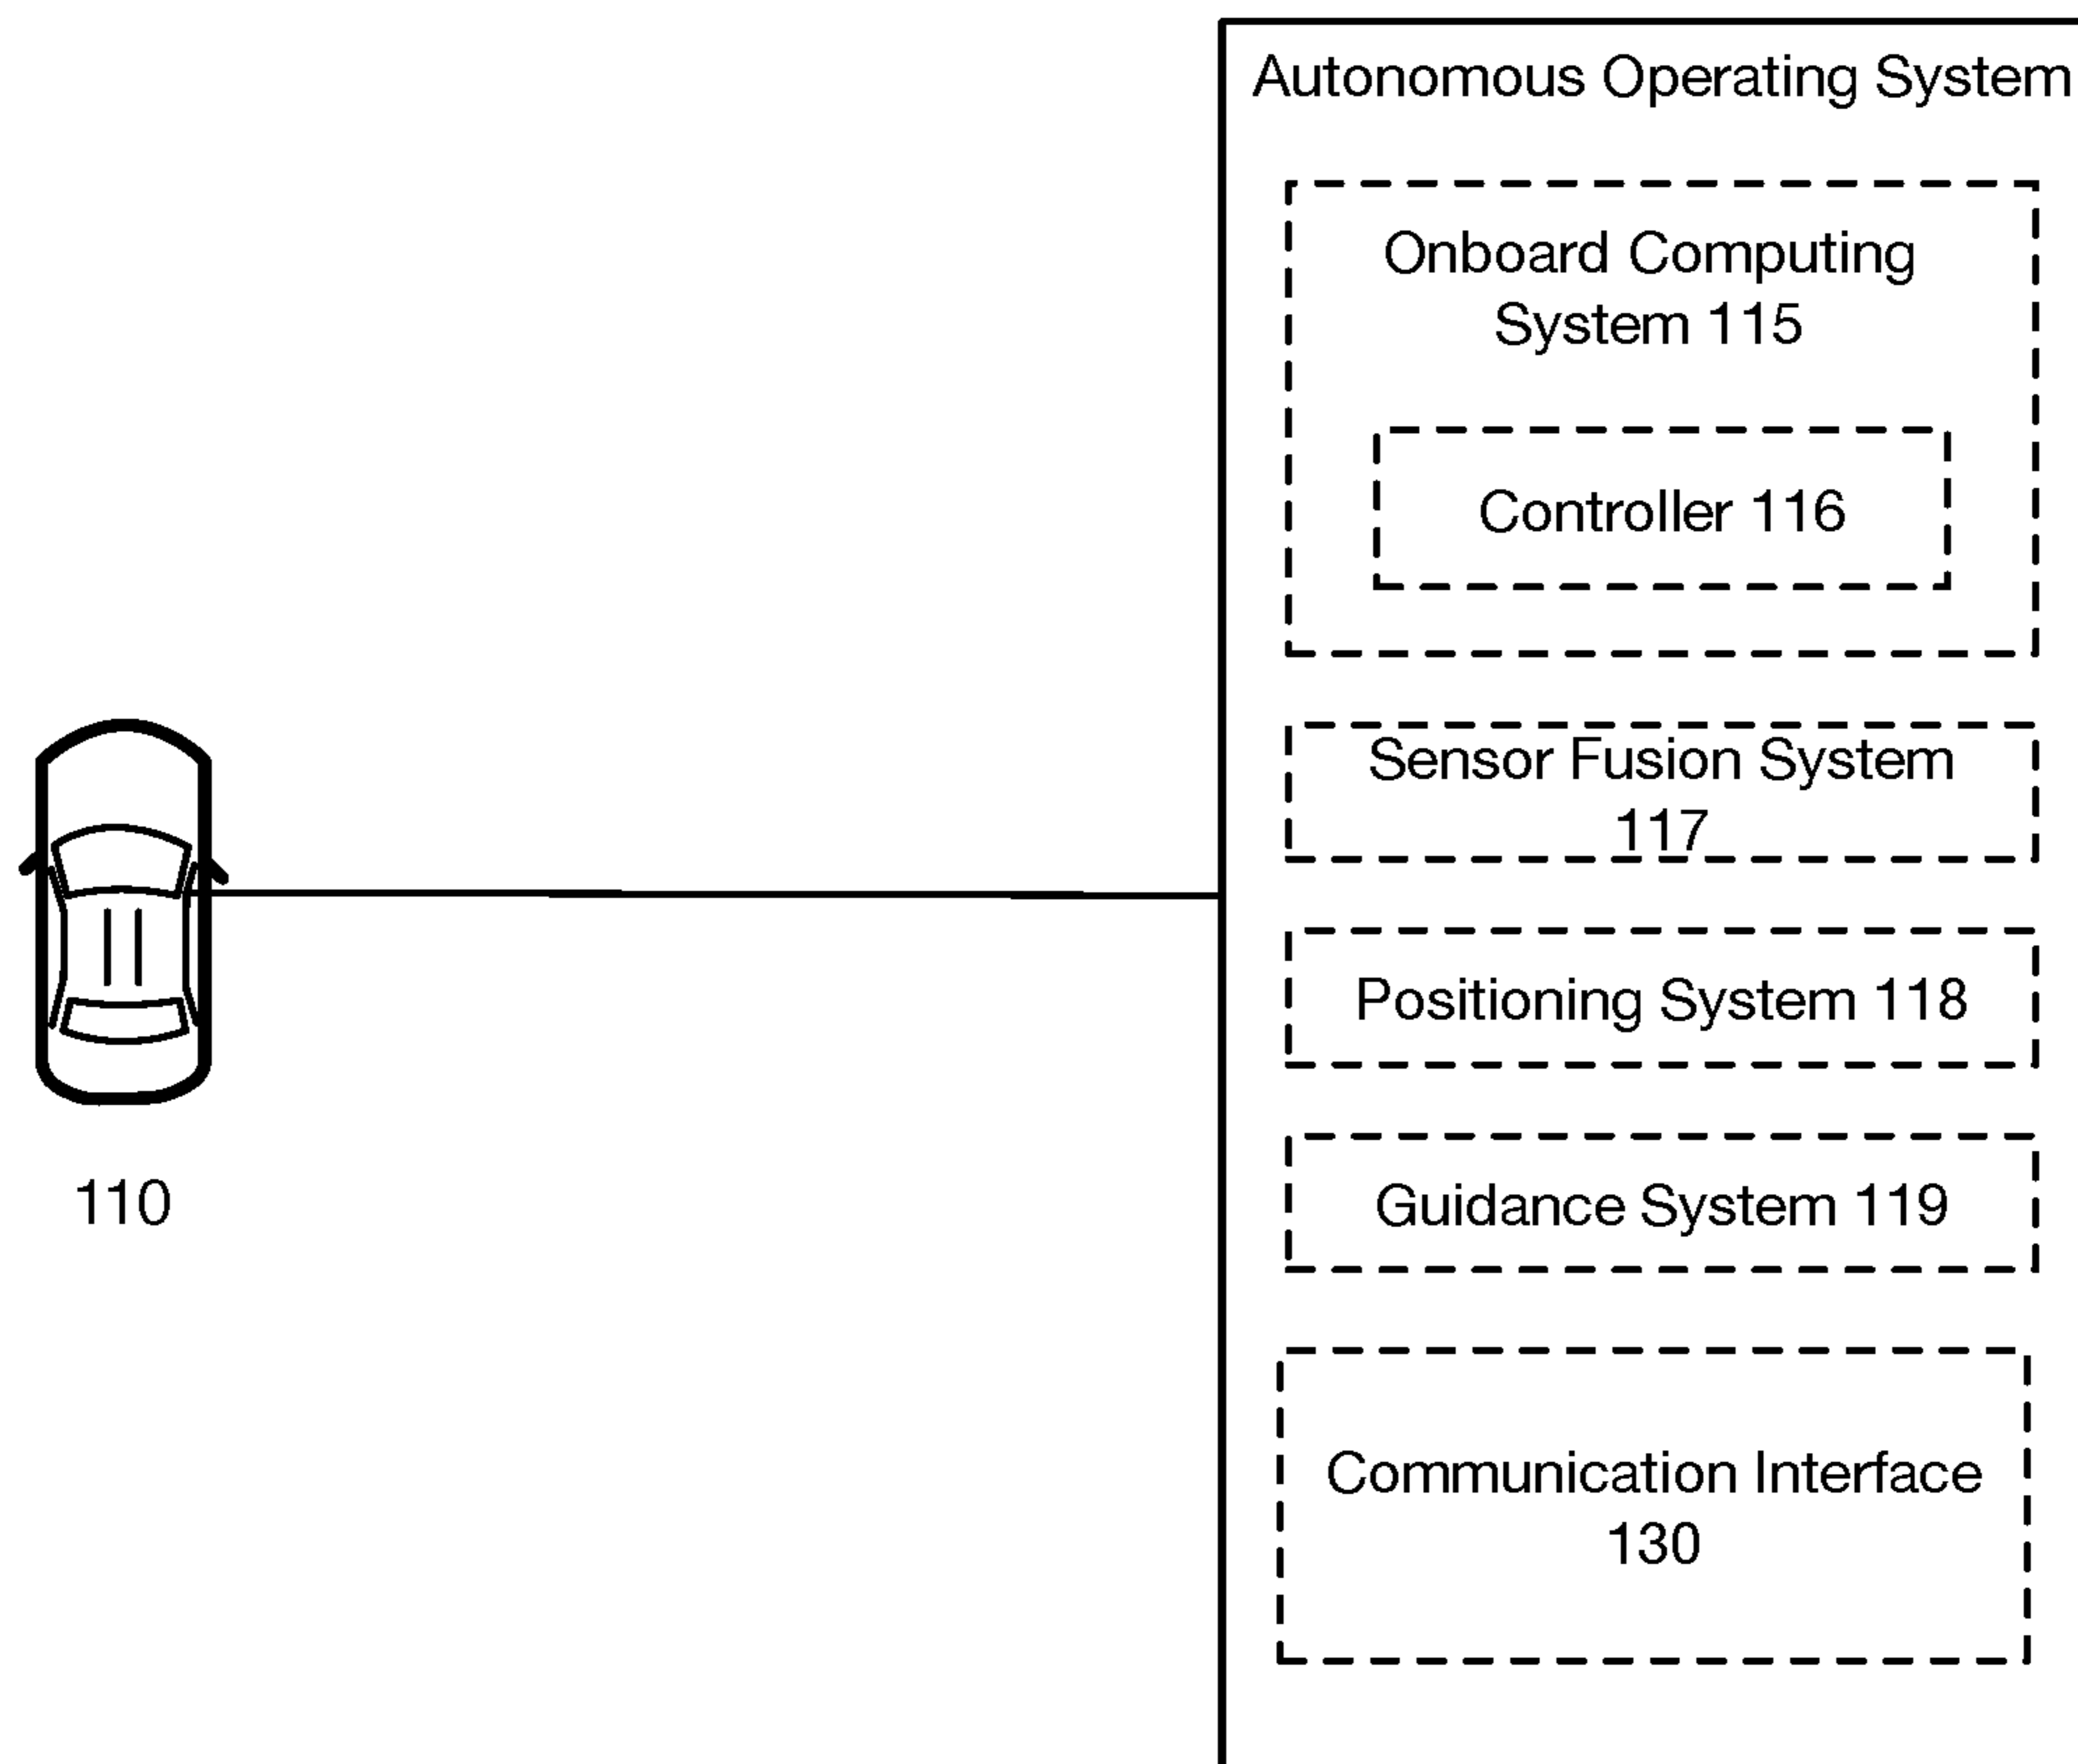 Autonomous Operating System
Onboard Computing
System 115
Controller 116
Sensor Fusion System
117
Positioning System 118
110
Guidance System 119
Communication Interface
130